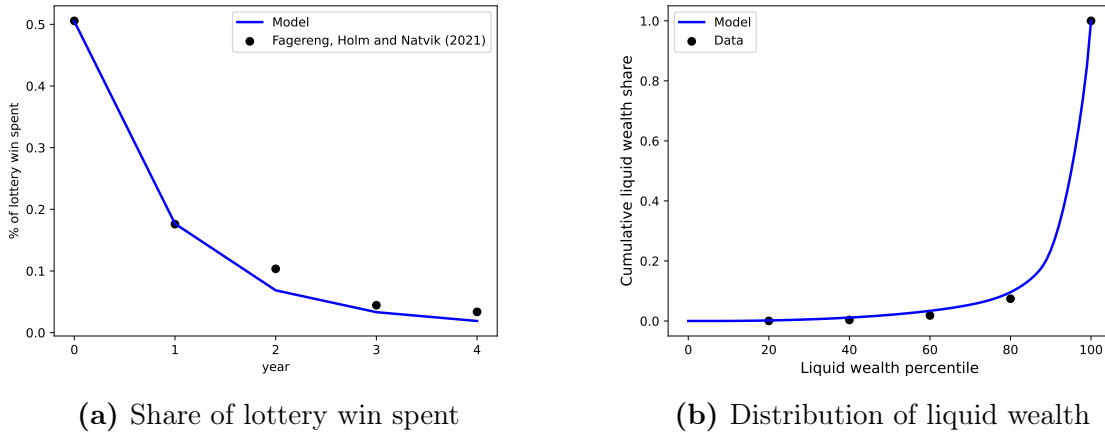 % of lottery win spent
0.5
0.4
0.3
0.2
0.1
0.0
Model
Fagereng, Holm and Natvik (2021)
0 1 2 3 4
year
(a) Share of lottery win spent
Cumulative liquid wealth share
1.0
0.8
0.6
0.4
0.2
0.0
Model
Data
0 20 40 60 80 100
Liquid wealth percentile
(b) Distribution of liquid wealth